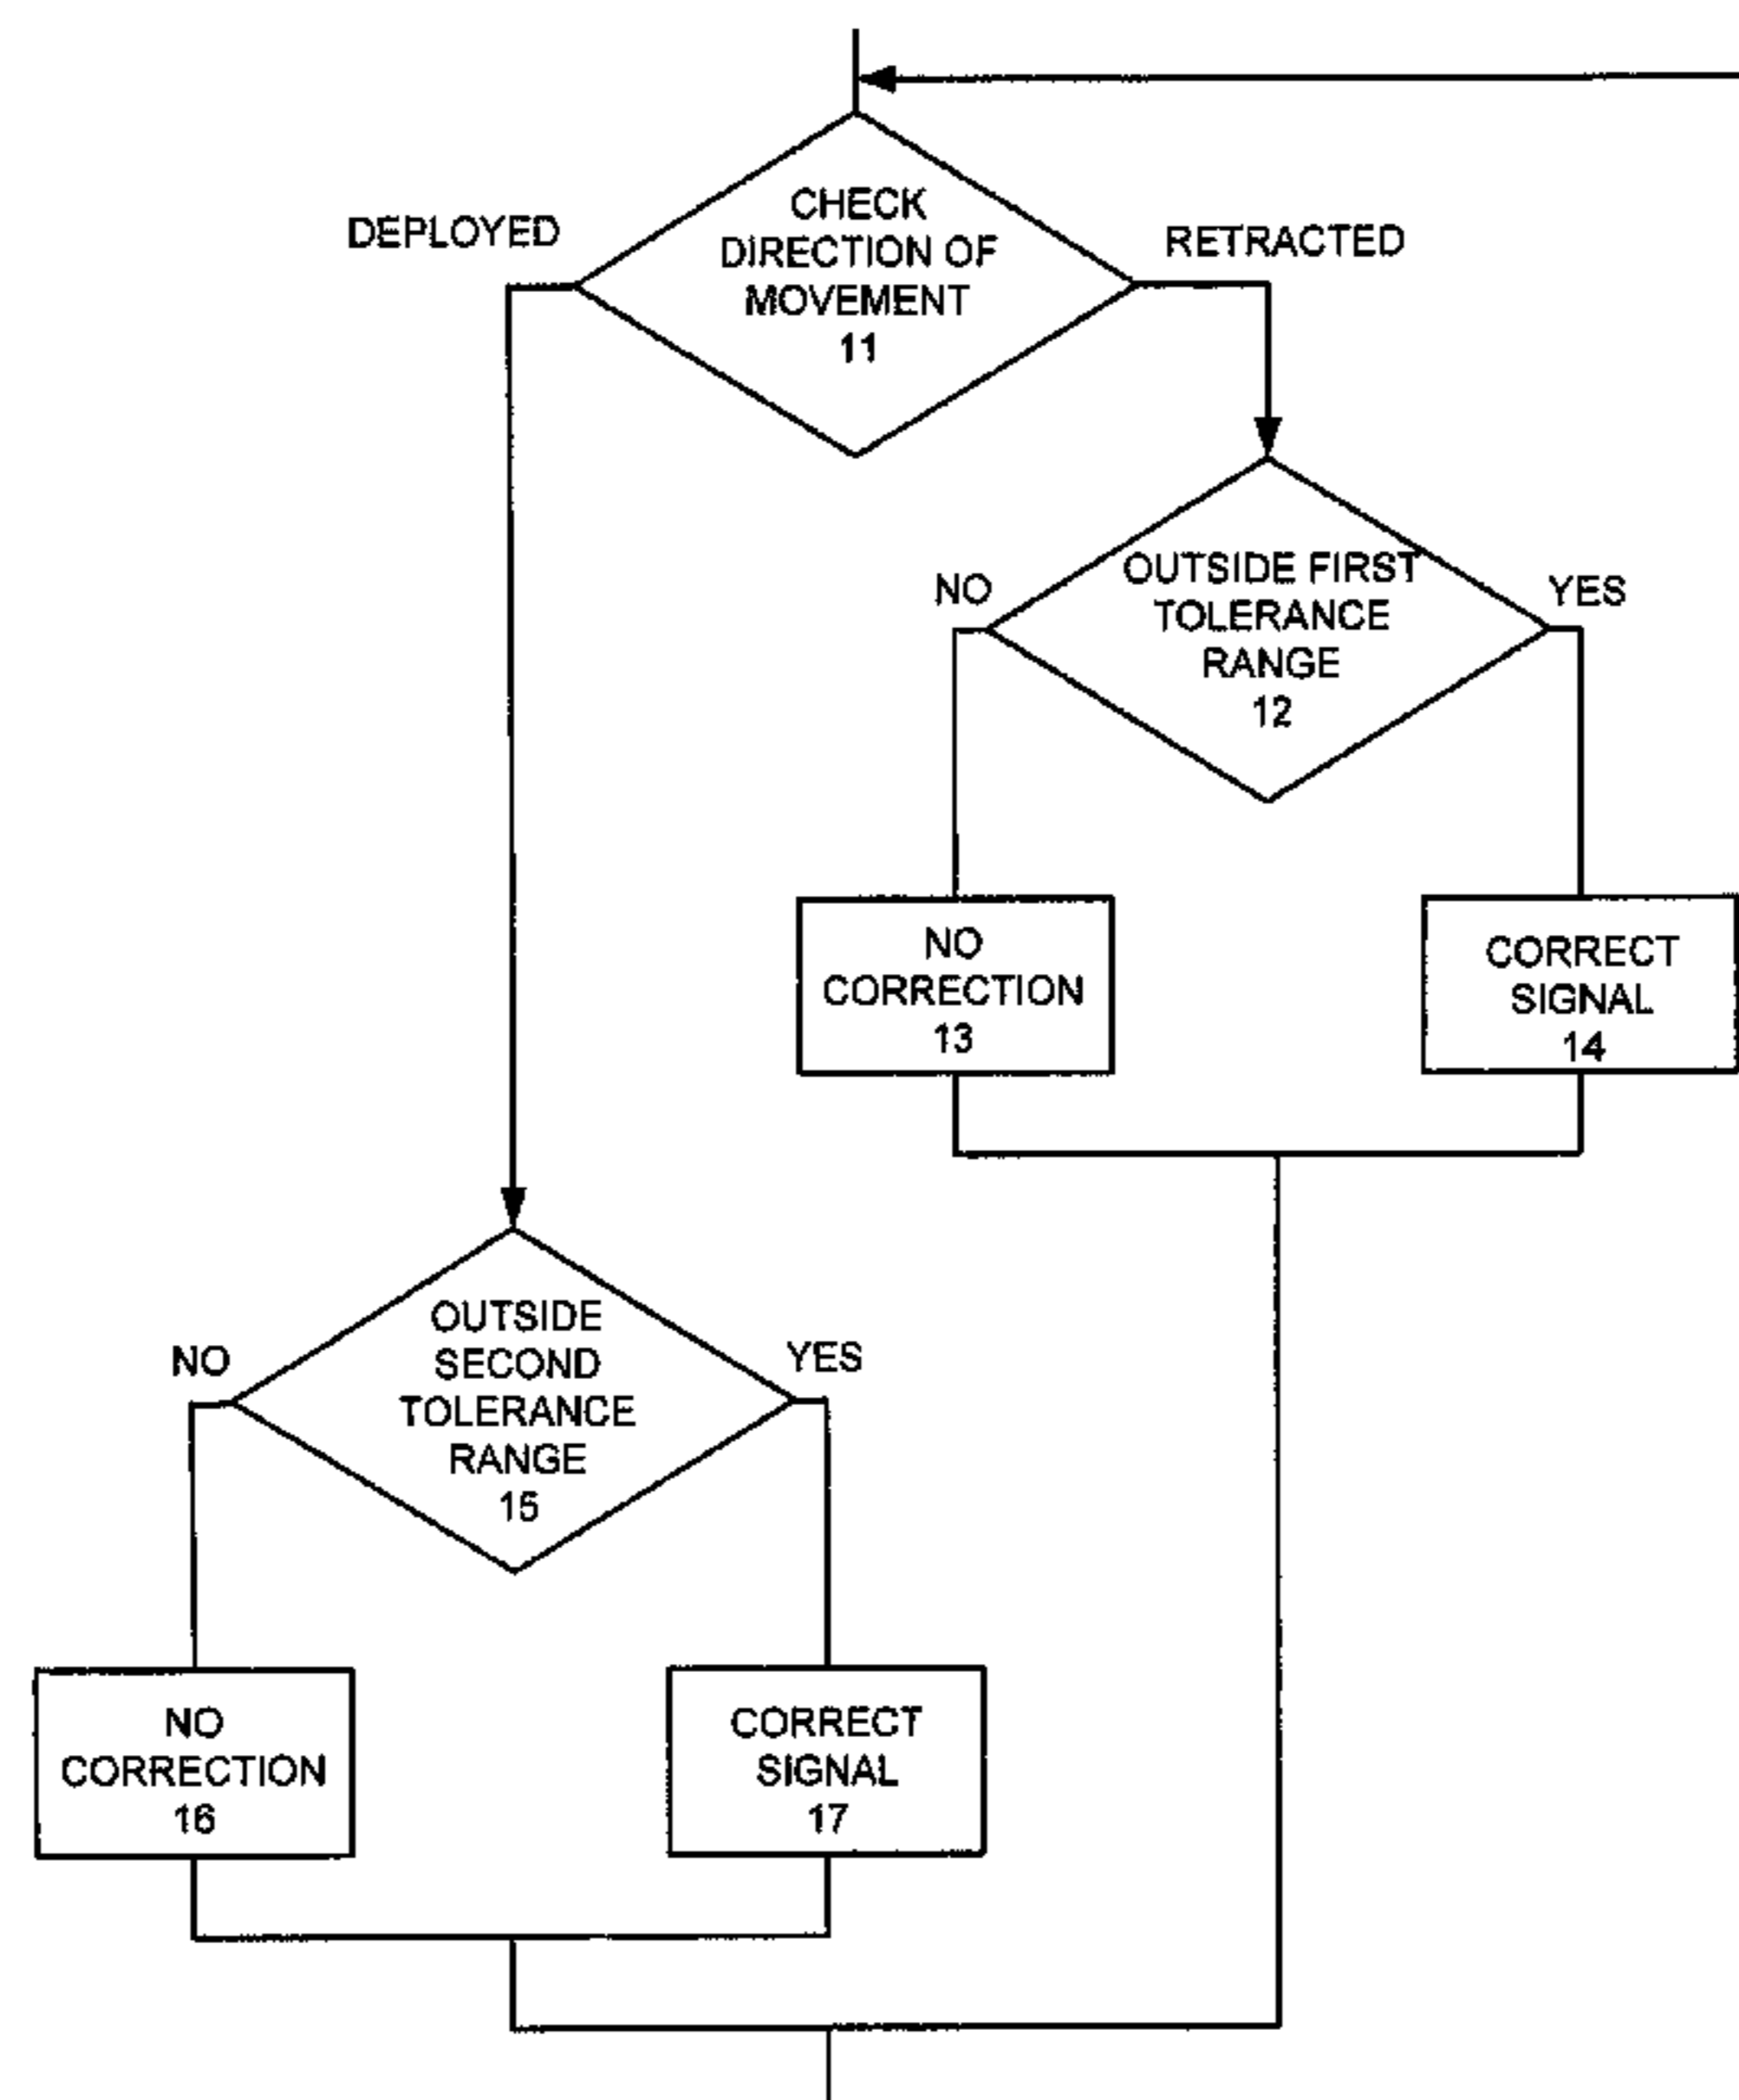 CHECK
DIRECTION OF
MOVEMENT
11
DEPLOYED
RETRACTED
OUTSIDE FIRST
TOLERANCE
RANGE
12
NO
YES
NO
CORRECTION
13
CORRECT
SIGNAL
14
OUTSIDE
SECOND
TOLERANCE
RANGE
15
NO
YES
NO
CORRECTION
16
CORRECT
SIGNAL
17